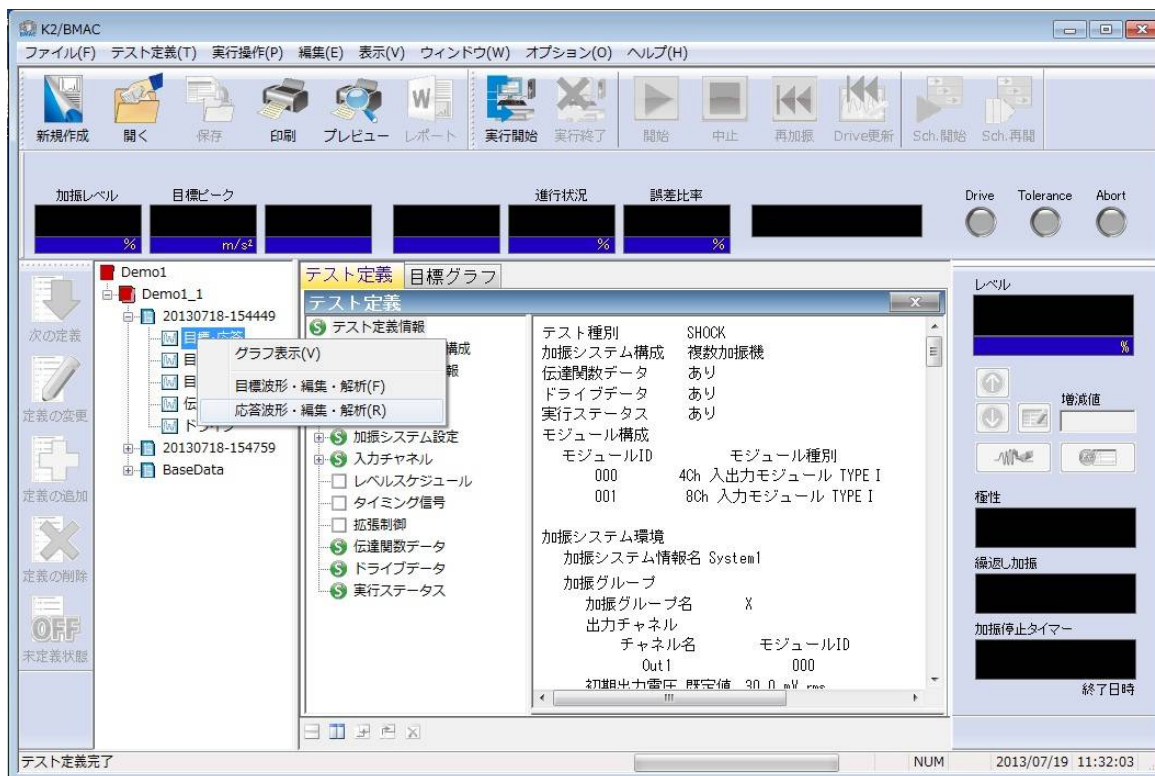 K2/BMAC
ファイル(F) テスト定義(T) 実行操作(P) 編集(E) 表示(V) ウィンドウ(W) オプション(O) ヘルプ(H)
新規作成 開く 保存 印刷 プレビュー レポート 実行開始 実行終了 開始 中止 再加振 Drive更新 Sch.開始 Sch.再開
加振レベル 目標ピーク 進行状況 誤差比率 Drive Tolerance Abort
% m/s² % %
次の定義
定義の変更
定義の追加
定義の削除
OFF
未定義状態
Demo1
Demo1_1
20130718-154449
目標・応答
目
目
伝
ドライブ
20130718-154759
BaseData
グラフ表示(V)
目標波形・編集・解析(F)
応答波形・編集・解析(R)
テスト定義 目標グラフ
テスト定義
テスト定義情報
構成
報
加振システム設定
入力チャネル
レベルスケジュール
タイミング信号
拡張制御
伝達関数データ
ドライブデータ
実行ステータス
テスト種別 SHOCK
加振システム構成 複数加振機
伝達関数データ あり
ドライブデータ あり
実行ステータス あり
モジュール構成
モジュールID モジュール種別
000 4Ch 入出力モジュール TYPE I
001 8Ch 入力モジュール TYPE I
加振システム環境
加振システム情報名 System1
加振グループ
加振グループ名 X
出力チャネル
チャネル名 モジュールID
Out1 000
初期出力電圧 既定値 30.0 mV rms
レベル
%
増減値
極性
繰返し加振
加振停止タイマー
終了日時
テスト定義完了 NUM 2013/07/19 11:32:03